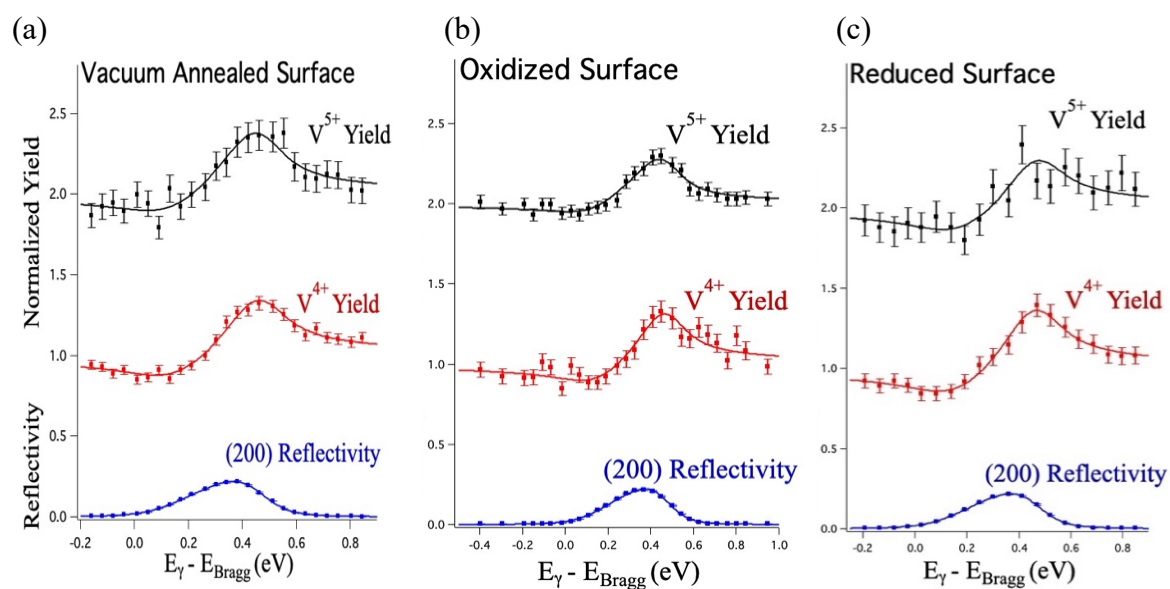 (a)
Vacuum Annealed Surface
Normalized Yield
Reflectivity
2.5
2.0
1.5
1.0
0.5
0.0
V⁵⁺ Yield
V⁴⁺ Yield
(200) Reflectivity
-0.2 0.0 0.2 0.4 0.6 0.8
Eγ - EBragg (eV)
(b)
Oxidized Surface
2.5
2.0
1.5
1.0
0.5
0.0
V⁵⁺ Yield
V⁴⁺ Yield
(200) Reflectivity
-0.4 -0.2 0.0 0.2 0.4 0.6 0.8 1.0
Eγ - EBragg (eV)
(c)
Reduced Surface
2.5
2.0
1.5
1.0
0.5
0.0
V⁵⁺ Yield
V⁴⁺ Yield
(200) Reflectivity
-0.2 0.0 0.2 0.4 0.6 0.8
Eγ - EBragg (eV)